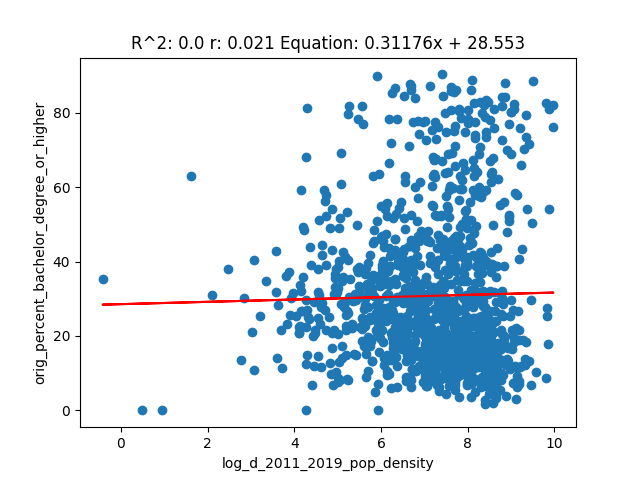 R^2: 0.0 r: 0.021 Equation: 0.31176x + 28.553
orig_percent_bachelor_degree_or_higher
80
60
40
20
0
0 2 4 6 8 10
log_d_2011_2019_pop_density